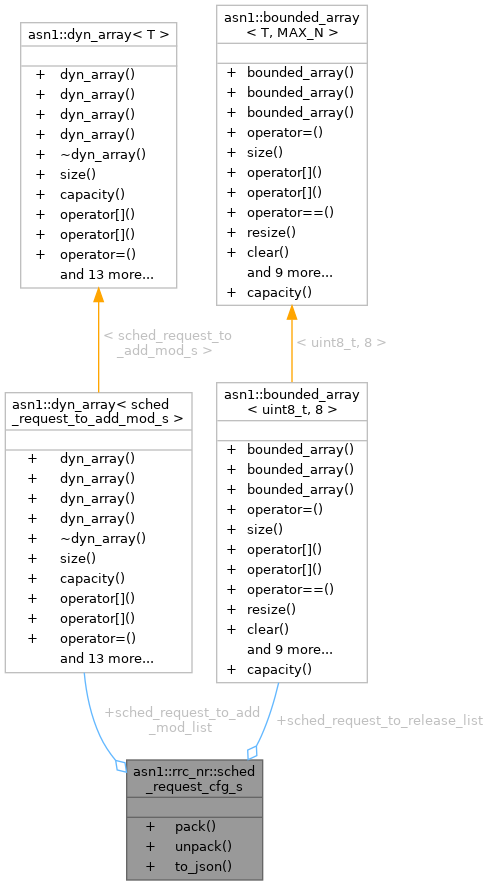 asn1::dyn_array< T >
+ dyn_array()
+ dyn_array()
+ dyn_array()
+ dyn_array()
+ ~dyn_array()
+ size()
+ capacity()
+ operator[]()
+ operator[]()
+ operator=()
and 13 more...
asn1::bounded_array
< T, MAX_N >
+ bounded_array()
+ bounded_array()
+ bounded_array()
+ operator=()
+ size()
+ operator[]()
+ operator[]()
+ operator==()
+ resize()
+ clear()
and 9 more...
+ capacity()
< sched_request_to
_add_mod_s >
< uint8_t, 8 >
asn1::dyn_array< sched
_request_to_add_mod_s >
+ dyn_array()
+ dyn_array()
+ dyn_array()
+ dyn_array()
+ ~dyn_array()
+ size()
+ capacity()
+ operator[]()
+ operator[]()
+ operator=()
and 13 more...
asn1::bounded_array
< uint8_t, 8 >
+ bounded_array()
+ bounded_array()
+ bounded_array()
+ operator=()
+ size()
+ operator[]()
+ operator[]()
+ operator==()
+ resize()
+ clear()
and 9 more...
+ capacity()
+sched_request_to_add
_mod_list
+sched_request_to_release_list
asn1::rrc_nr::sched
_request_cfg_s
+ pack()
+ unpack()
+ to_json()